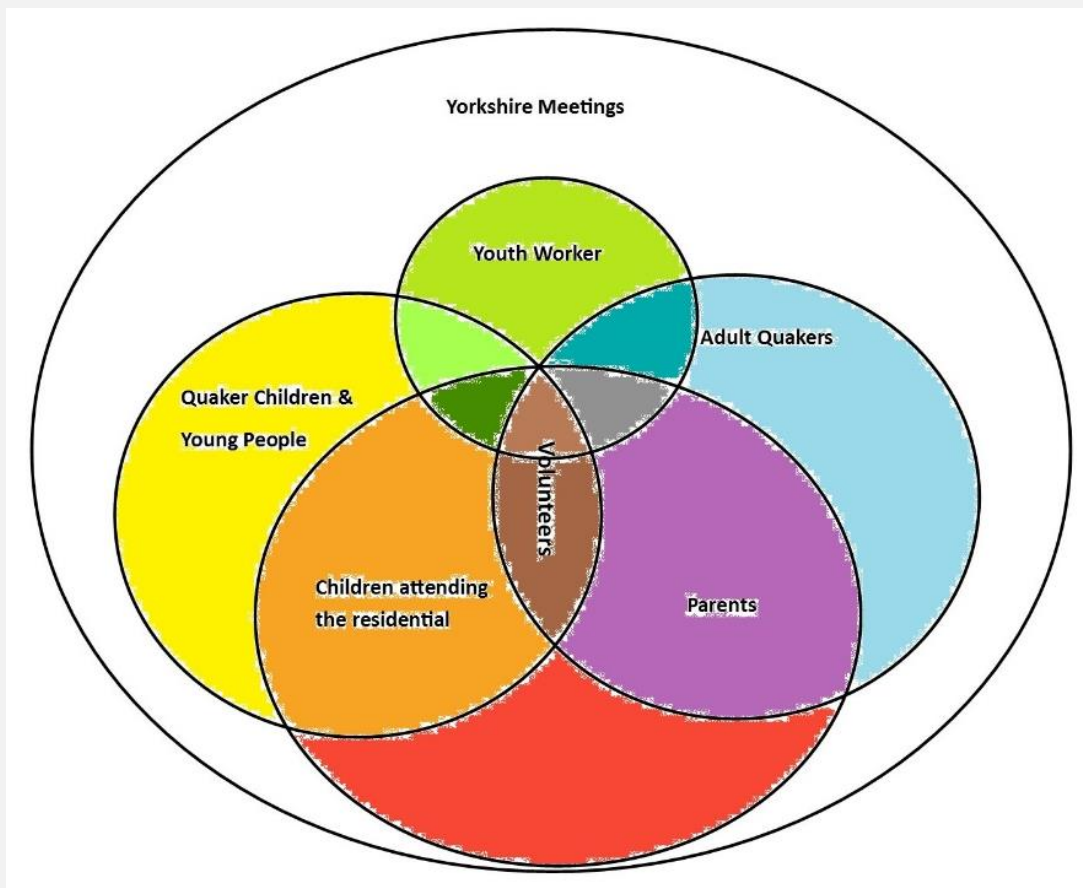 Yorkshire Meetings
Youth Worker
Adult Quakers
Quaker Children &
Young People
Volunteers
Children attending
the residential
Parents